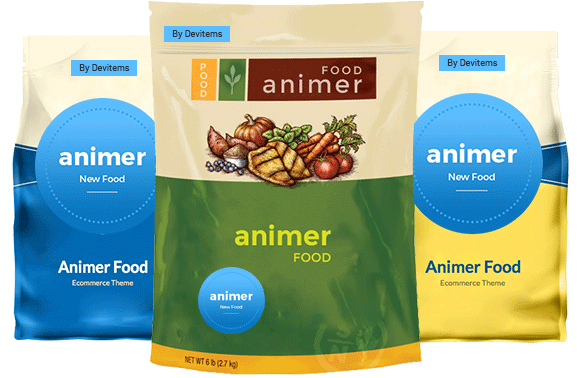 By Devitems
animer
New Food
Animer Food
Ecommerce Theme
By Devitems
POOD
FOOD
animer
animer
FOOD
animer
New Food
NET WT 6 lb (2.7 kg)
By Devitems
animer
New Food
Animer Food
Ecommerce Theme